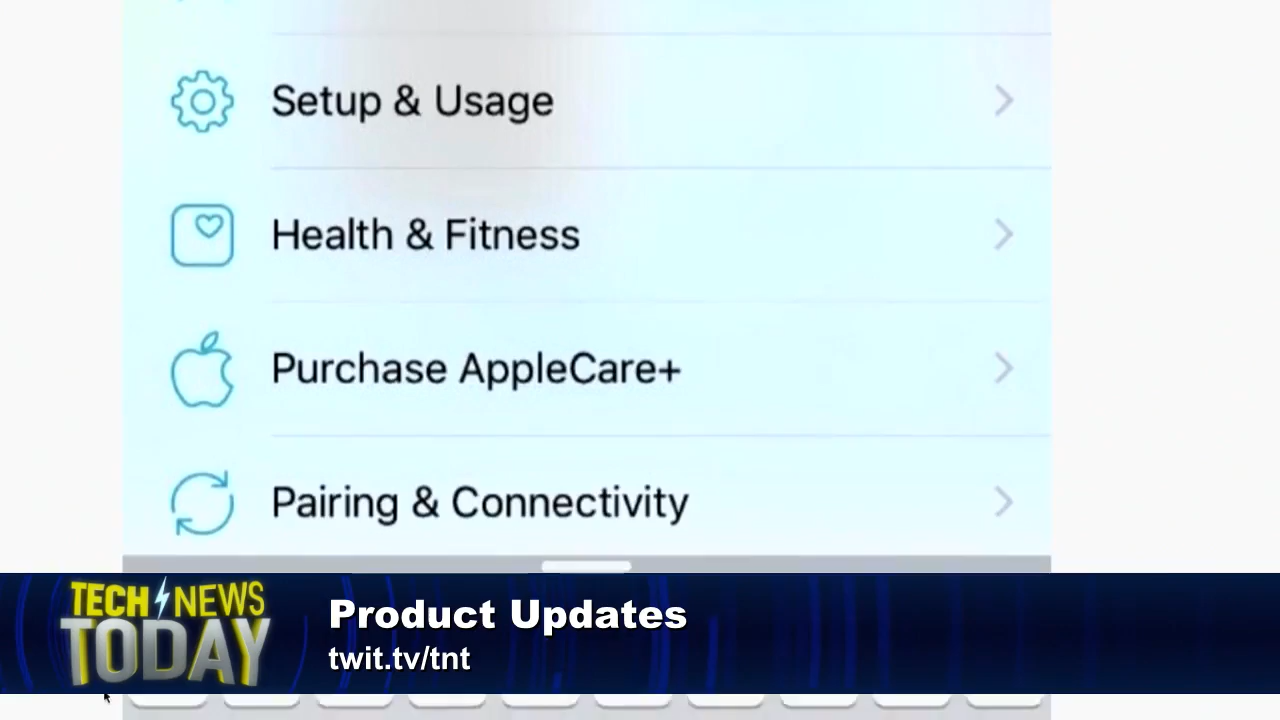 Setup & Usage
Health & Fitness
Purchase AppleCare+
Pairing & Connectivity
TECH NEWS
TODAY
Product Updates
twit.tv/tnt